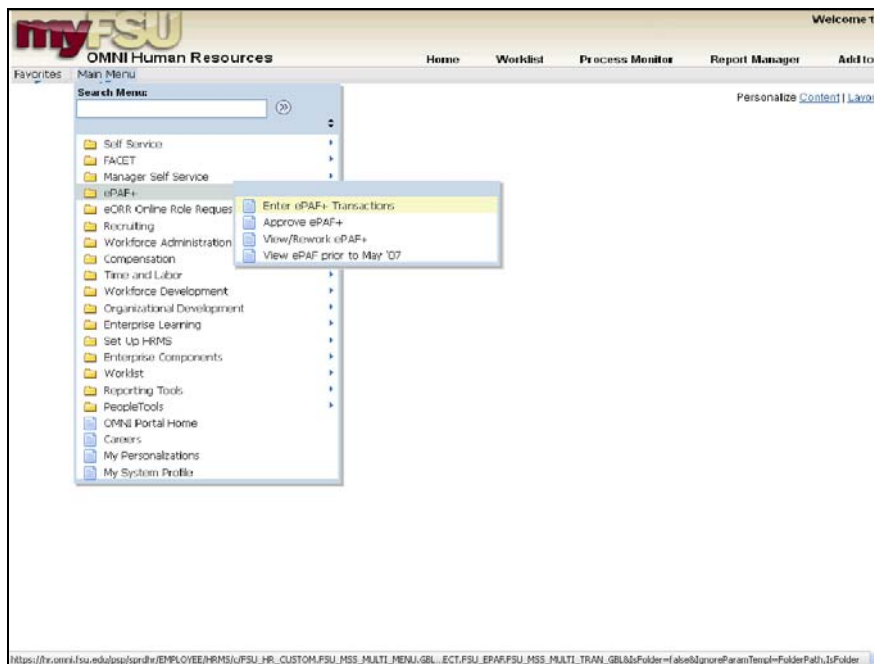 Welcome
myFSU
OMNI Human Resources
Home Worklist Process Monitor Report Manager Add to
Favorites Main Menu
Search Menu:
Personalize Content | Layou
Self Service
FACET
Manager Self Service
ePAF+
eORR Online Role Reques
Recruiting
Workforce Administration
Compensation
Time and Labor
Workforce Development
Organizational Development
Enterprise Learning
Set Up HRMS
Enterprise Components
Worklist
Reporting Tools
PeopleTools
OMNI Portal Home
Careers
My Personalizations
My System Profile
Enter ePAF+ Transactions
Approve ePAF+
View/Rework ePAF+
View ePAF prior to May '07
https://hr.omni.fsu.edu/psp/sprdhr/EMPLOYEE/HRMS/c/FSU_HR_CUSTOM.FSU_MSS_MULTI_MENU.GBL...ECT.FSU_EPAF.FSU_MSS_MULTI_TRAN_GBL&IsFolder=false&IgnoreParamTempl=FolderPath,IsFolder